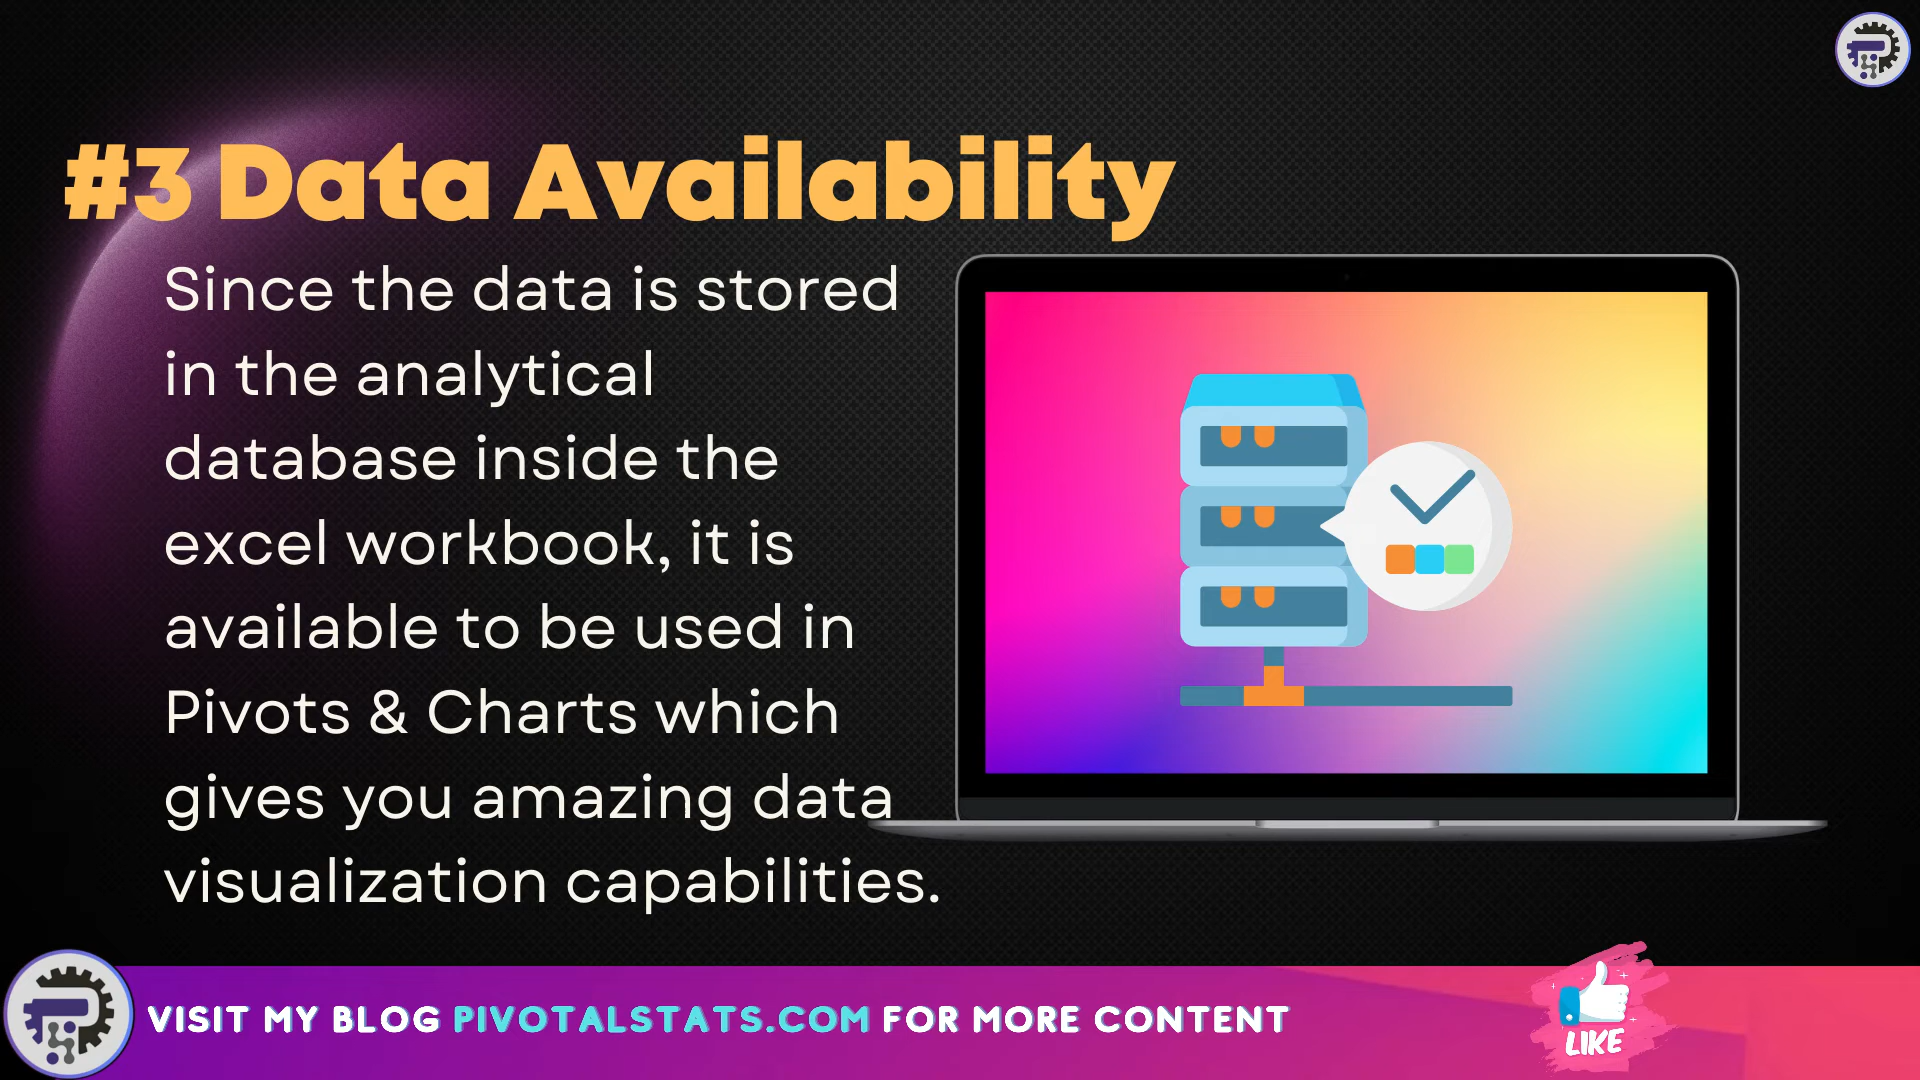 #3 Data Availability
Since the data is stored
in the analytical
database inside the
excel workbook, it is
available to be used in
Pivots & Charts which
gives you amazing data
visualization capabilities.
VISIT MY BLOG PIVOTALSTATS.COM FOR MORE CONTENT
LIKE